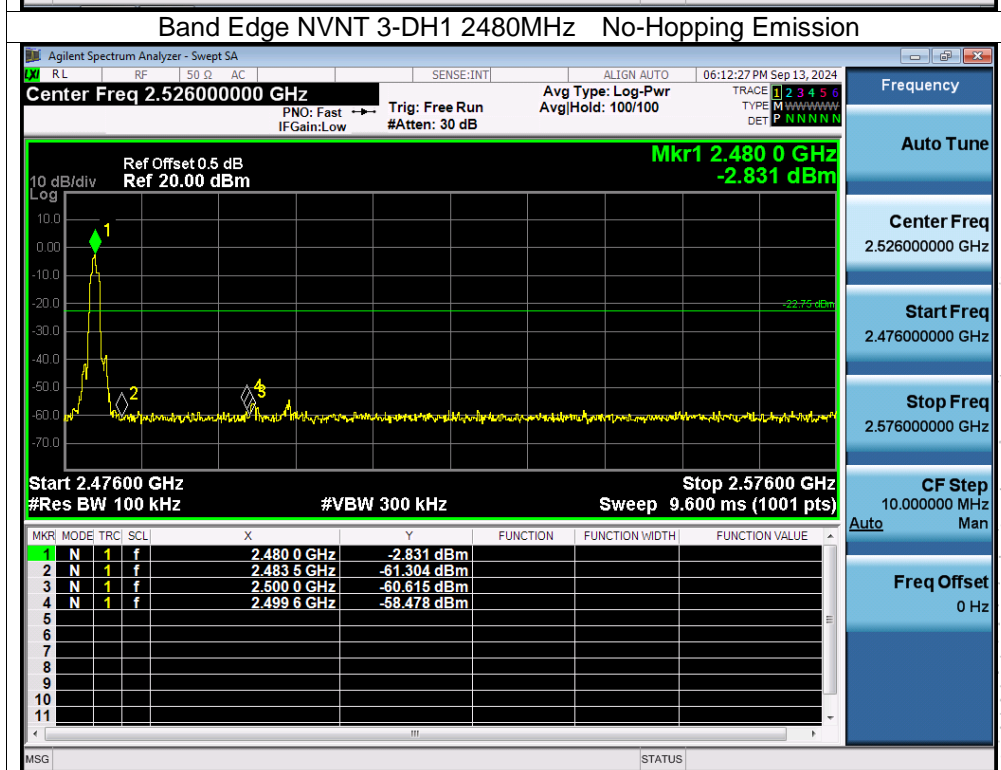 Band Edge NVNT 3-DH1 2480MHz No-Hopping Emission
Agilent Spectrum Analyzer - Swept SA
LXI RL RF 50 Ω AC SENSE:INT ALIGN AUTO 06:12:27 PM Sep 13, 2024
Center Freq 2.526000000 GHz
PNO: Fast
IFGain:Low
Trig: Free Run
#Atten: 30 dB
Avg Type: Log-Pwr
Avg|Hold: 100/100
TRACE 1 2 3 4 5 6
TYPE M WWWWW
DET P N N N N N
Mkr1 2.480 0 GHz
-2.831 dBm
Ref Offset 0.5 dB
10 dB/div Ref 20.00 dBm
Log
10.0
0.00
-10.0
-20.0
-30.0
-40.0
-50.0
-60.0
-70.0
1
2
4
3
-22.75 dBm
Start 2.47600 GHz Stop 2.57600 GHz
#Res BW 100 kHz #VBW 300 kHz Sweep 9.600 ms (1001 pts)
MKR MODE TRC SCL X Y FUNCTION FUNCTION WIDTH FUNCTION VALUE
1 N 1 f 2.480 0 GHz -2.831 dBm
2 N 1 f 2.483 5 GHz -61.304 dBm
3 N 1 f 2.500 0 GHz -60.615 dBm
4 N 1 f 2.499 6 GHz -58.478 dBm
5
6
7
8
9
10
11
MSG STATUS
Frequency
Auto Tune
Center Freq
2.526000000 GHz
Start Freq
2.476000000 GHz
Stop Freq
2.576000000 GHz
CF Step
10.000000 MHz
Auto Man
Freq Offset
0 Hz